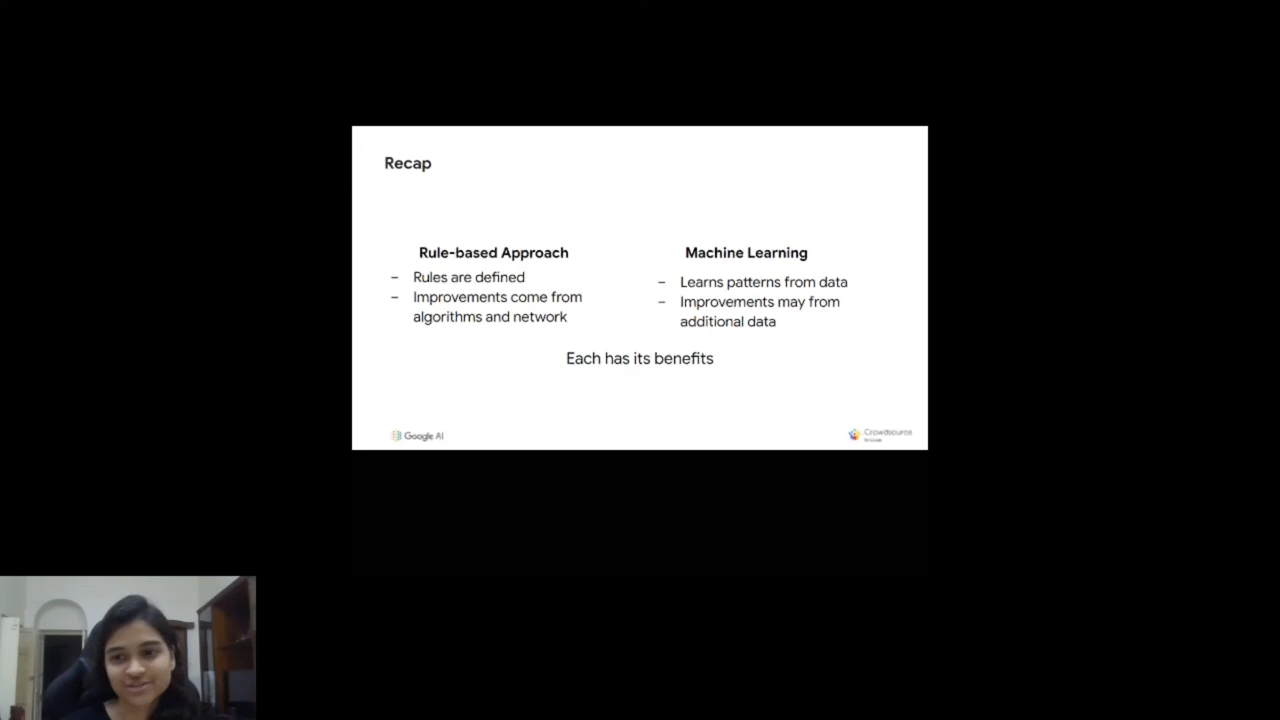 Recap
Rule-based Approach
- Rules are defined
- Improvements come from
algorithms and network
Machine Learning
- Learns patterns from data
- Improvements may from
additional data
Each has its benefits
Google AI
Crowdsource